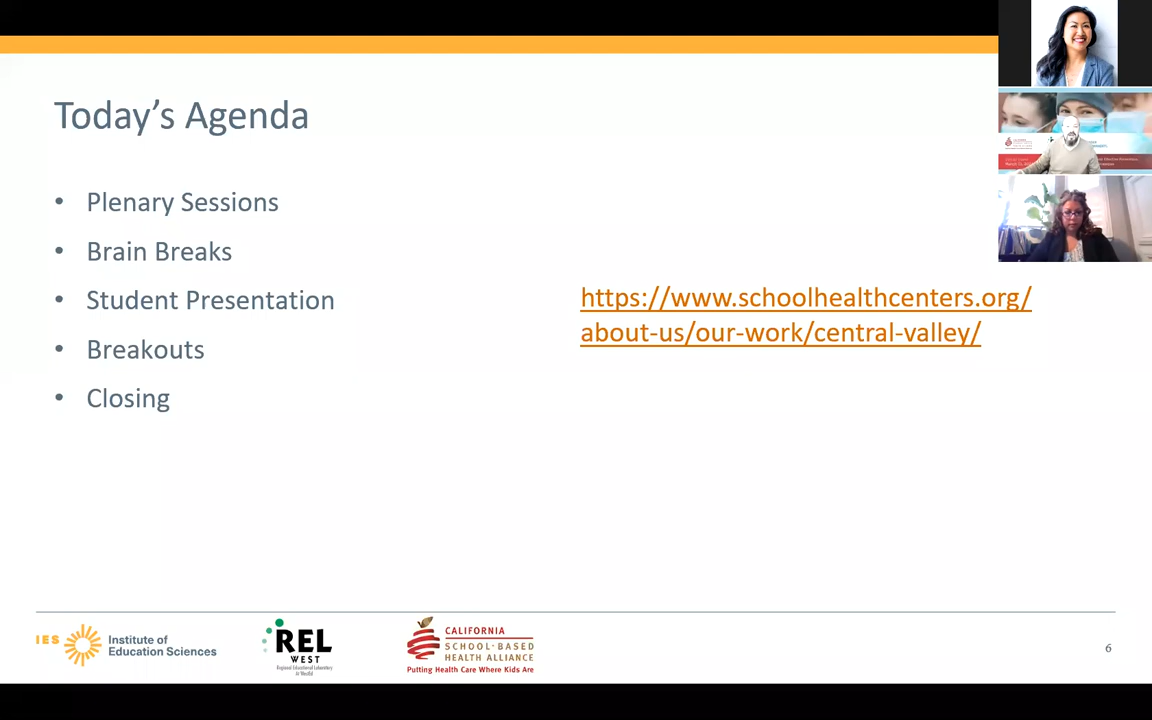 Today's Agenda
• Plenary Sessions
• Brain Breaks
• Student Presentation
• Breakouts
• Closing
https://www.schoolhealthcenters.org/
about-us/our-work/central-valley/
IES
Institute of
Education Sciences
REL
WEST
Regional Educational Laboratory
At WestEd
CALIFORNIA
SCHOOL-BASED
HEALTH ALLIANCE
Putting Health Care Where Kids Are
6